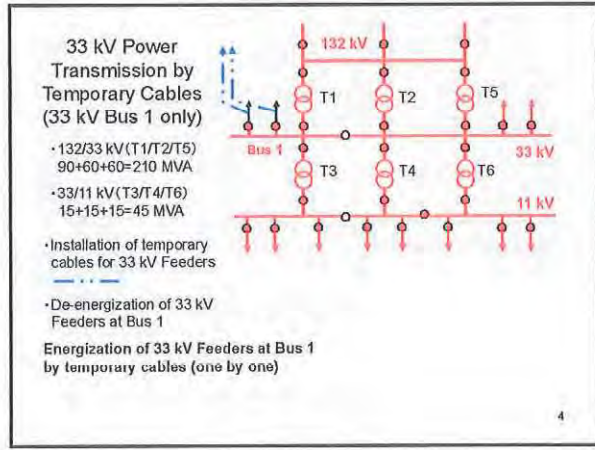 33 kV Power
Transmission by
Temporary Cables
(33 kV Bus 1 only)
・132/33 kV(T1/T2/T5)
90+60+60=210 MVA
・33/11 kV(T3/T4/T6)
15+15+15=45 MVA
・Installation of temporary
cables for 33 kV Feeders
・De-energization of 33 kV
Feeders at Bus 1
Energization of 33 kV Feeders at Bus 1
by temporary cables (one by one)
132 kV
T1
T2
T5
Bus 1
33 kV
T3
T4
T6
11 kV
4